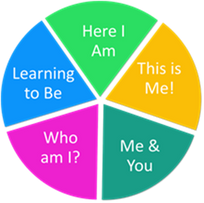 Here I
Am
This is
Me!
Me &
You
Who
am I?
Learning
to Be